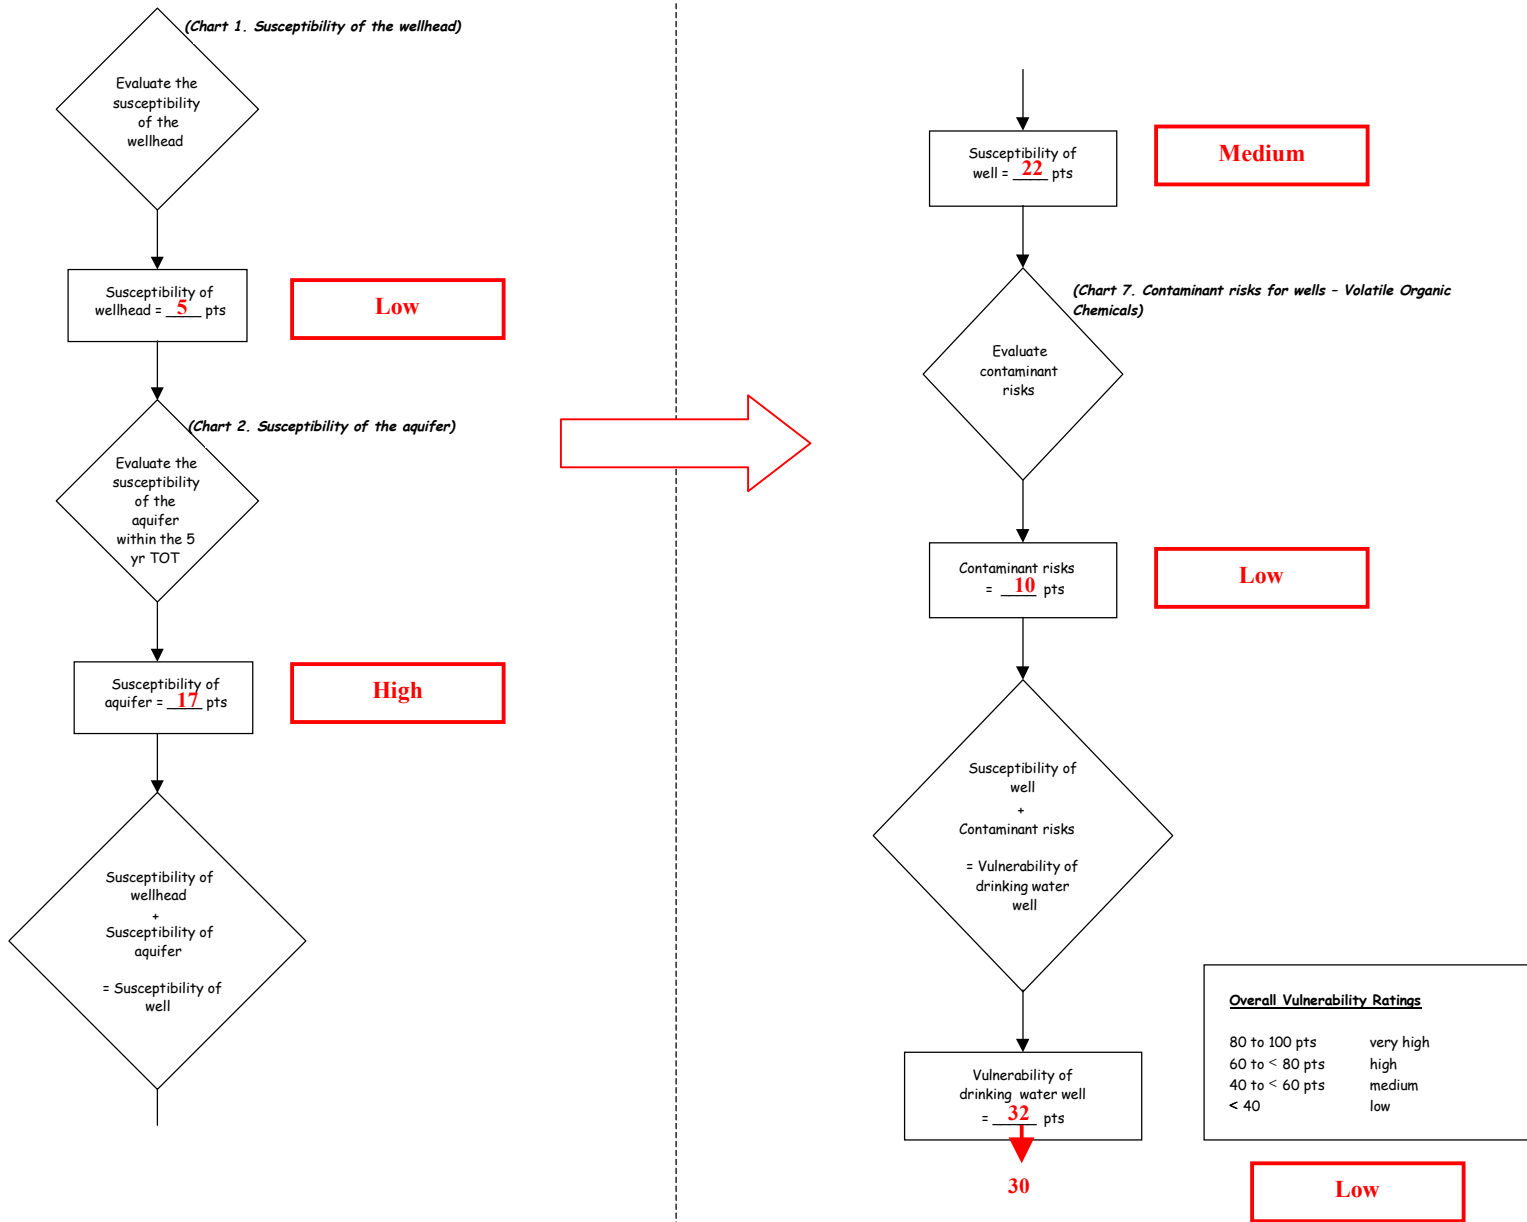 (Chart 1. Susceptibility of the wellhead)
Evaluate the
susceptibility
of the
wellhead
Susceptibility of
wellhead = 5 pts
Low
(Chart 2. Susceptibility of the aquifer)
Evaluate the
susceptibility
of the
aquifer
within the 5
yr TOT
Susceptibility of
aquifer = 17 pts
High
Susceptibility of
wellhead
+
Susceptibility of
aquifer
= Susceptibility of
well
Susceptibility of
well = 22 pts
Medium
(Chart 7. Contaminant risks for wells – Volatile Organic
Chemicals)
Evaluate
contaminant
risks
Contaminant risks
= 10 pts
Low
Susceptibility of
well
+
Contaminant risks
= Vulnerability of
drinking water
well
Vulnerability of
drinking water well
= 32 pts
30
Overall Vulnerability Ratings
80 to 100 pts very high
60 to < 80 pts high
40 to < 60 pts medium
< 40 low
Low